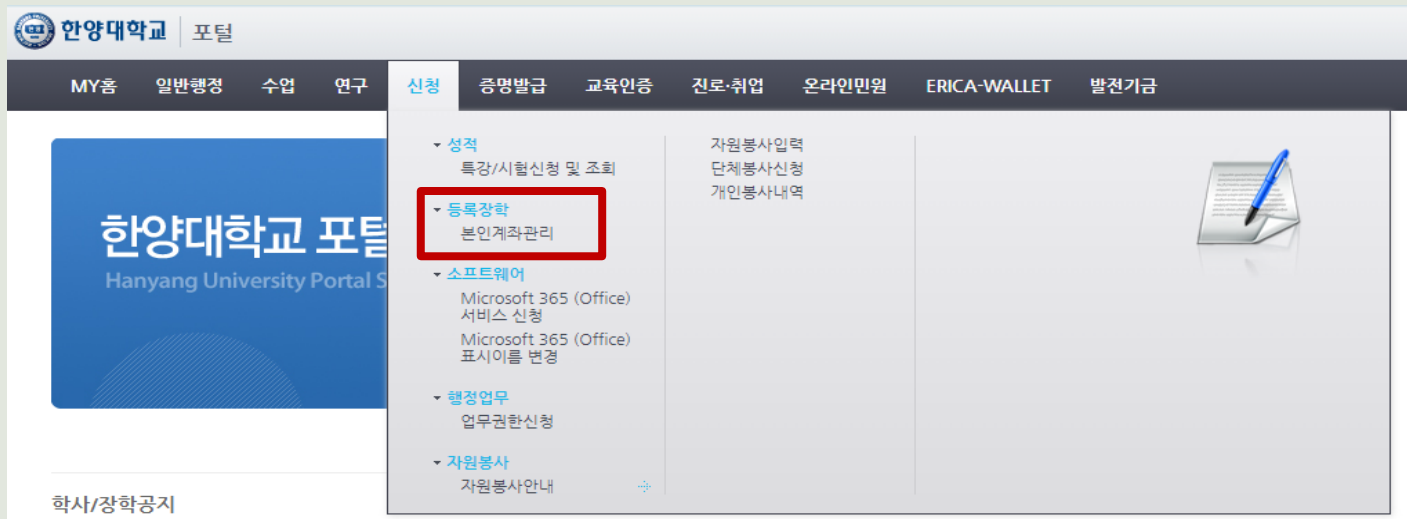 한양대학교 포털
MY홈 일반행정 수업 연구 신청 증명발급 교육인증 진로·취업 온라인민원 ERICA-WALLET 발전기금
한양대학교 포털
Hanyang University Portal S
성적
특강/시험신청 및 조회
등록장학
본인계좌관리
소프트웨어
Microsoft 365 (Office)
서비스 신청
Microsoft 365 (Office)
표시이름 변경
행정업무
업무권한신청
자원봉사
자원봉사안내
자원봉사입력
단체봉사신청
개인봉사내역
학사/장학공지